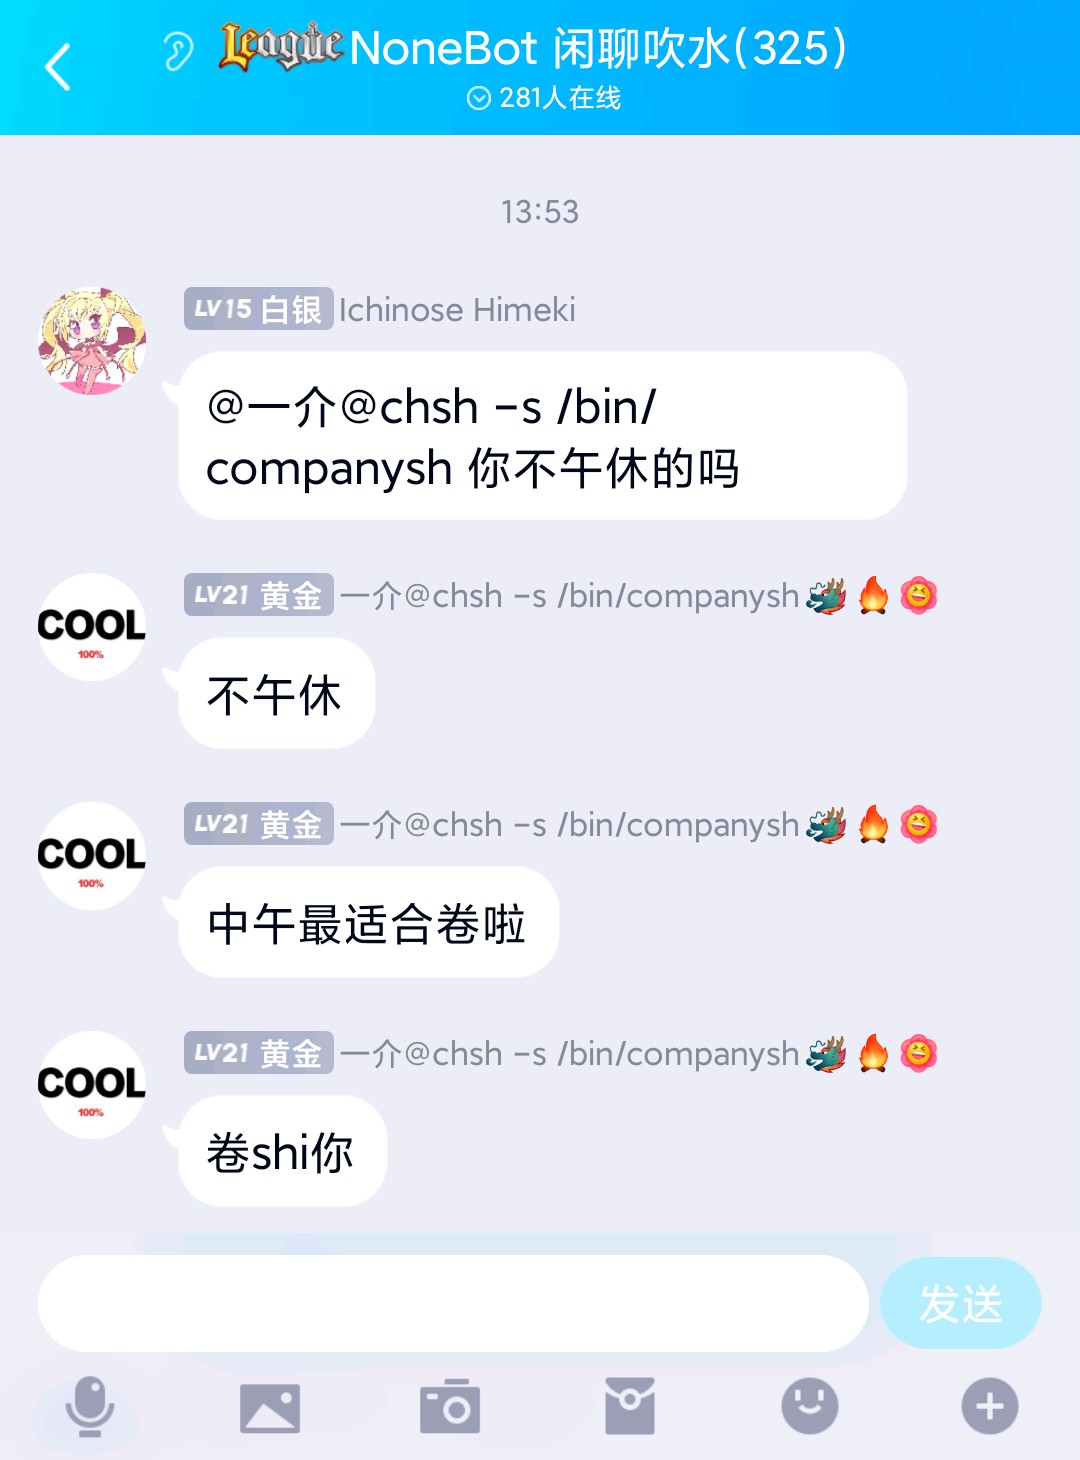 League NoneBot 闲聊吹水(325)
281人在线
13:53
LV15 白银 Ichinose Himeki
@一介@chsh -s /bin/
companysh 你不午休的吗
COOL
100%
LV21 黄金 一介@chsh -s /bin/companysh🐉🔥
不午休
COOL
100%
LV21 黄金 一介@chsh -s /bin/companysh🐉🔥
中午最适合卷啦
COOL
100%
LV21 黄金 一介@chsh -s /bin/companysh🐉🔥
卷shi你
发送